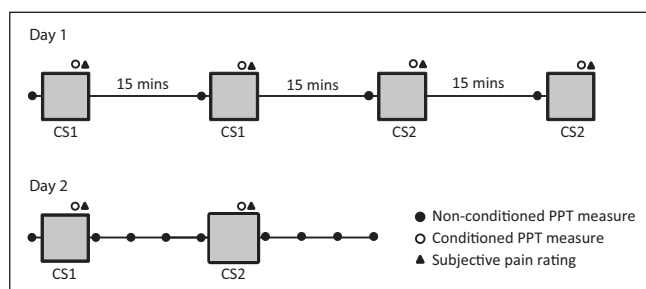 Day 1
15 mins 15 mins 15 mins
CS1 CS1 CS2 CS2
Day 2
CS1 CS2
Non-conditioned PPT measure
Conditioned PPT measure
Subjective pain rating